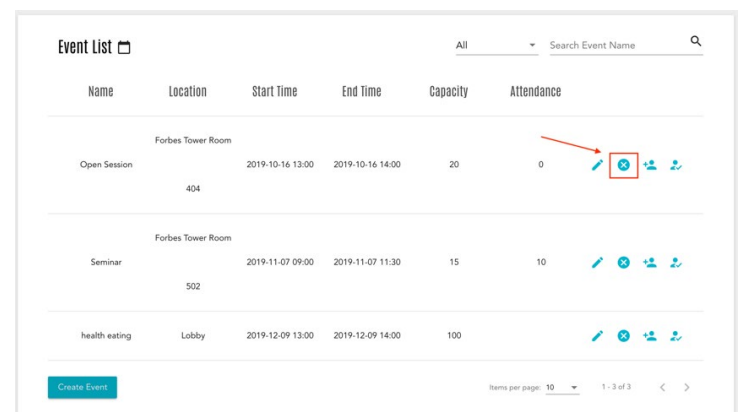 Event List
All
Search Event Name
Name Location Start Time End Time Capacity Attendance
Forbes Tower Room
Open Session 2019-10-16 13:00 2019-10-16 14:00 20 0
404
Forbes Tower Room
Seminar 2019-11-07 09:00 2019-11-07 11:30 15 10
502
health eating Lobby 2019-12-09 13:00 2019-12-09 14:00 100
Create Event
Items per page: 10 1 - 3 of 3